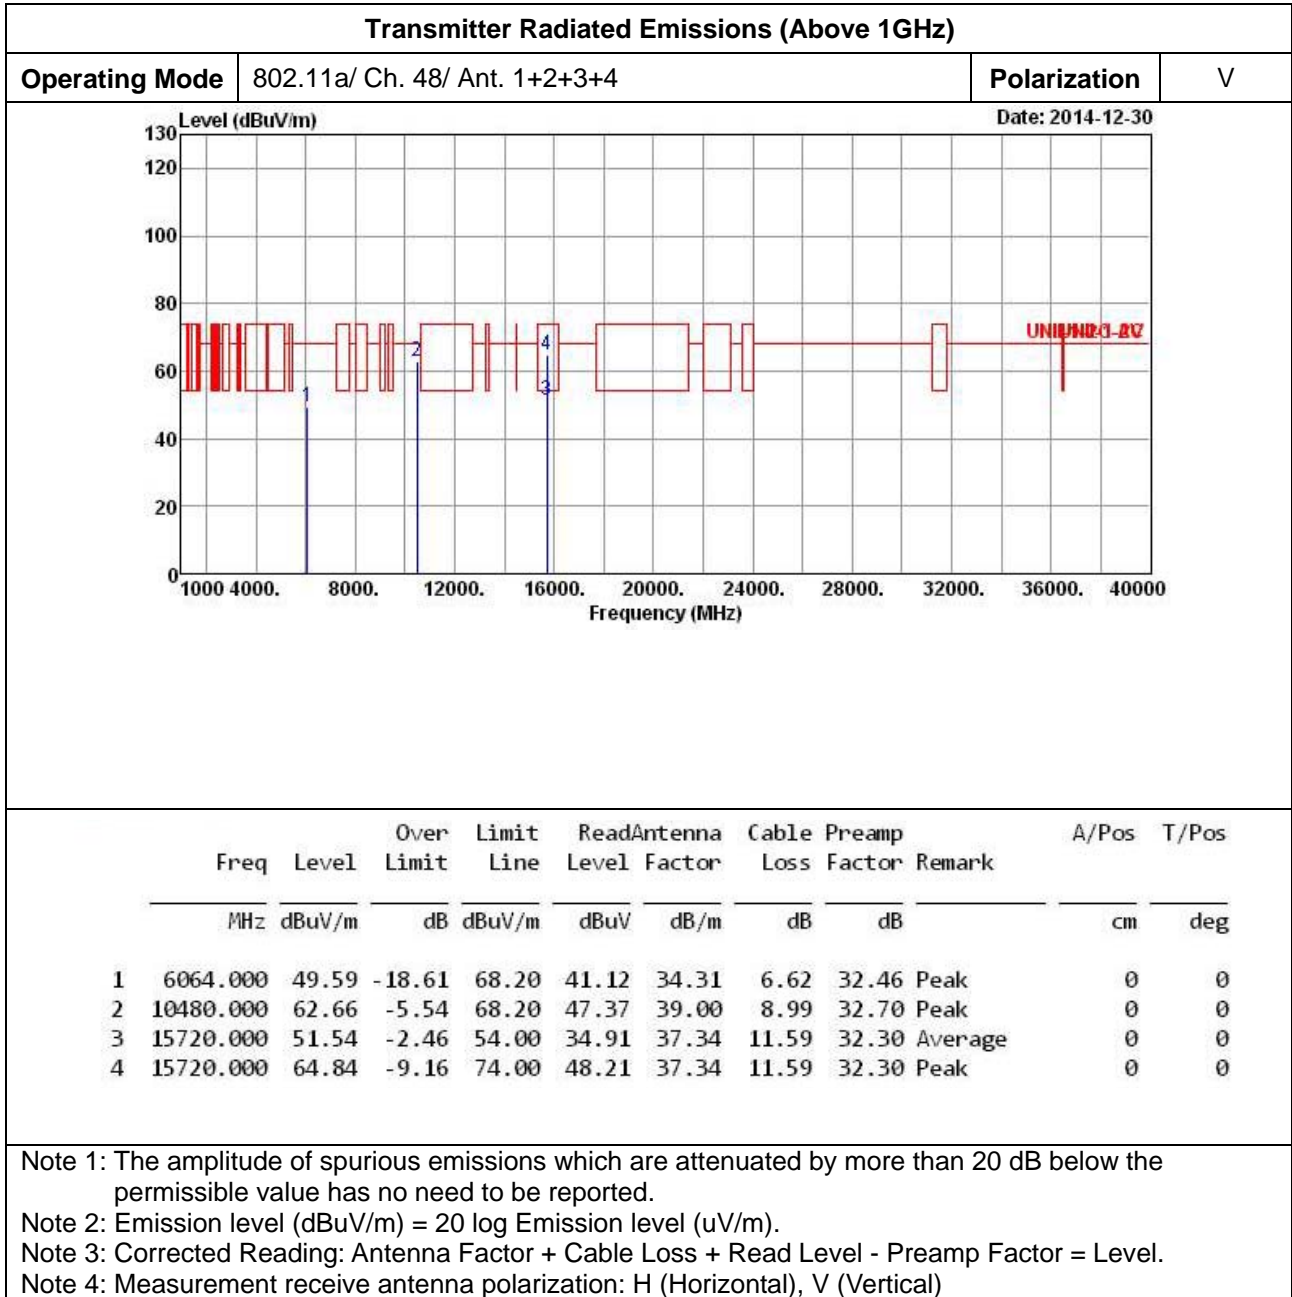 Transmitter Radiated Emissions (Above 1GHz)
Operating Mode 802.11a/ Ch. 48/ Ant. 1+2+3+4 Polarization V
Level (dBuV/m) Date: 2014-12-30
130
120
100
80
60
40
20
0
1
2
3
4
1000 4000. 8000. 12000. 16000. 20000. 24000. 28000. 32000. 36000. 40000
Frequency (MHz)
Over Limit ReadAntenna Cable Preamp A/Pos T/Pos
Freq Level Limit Line Level Factor Loss Factor Remark
MHz dBuV/m dB dBuV/m dBuV dB/m dB dB cm deg
1 6064.000 49.59 -18.61 68.20 41.12 34.31 6.62 32.46 Peak 0 0
2 10480.000 62.66 -5.54 68.20 47.37 39.00 8.99 32.70 Peak 0 0
3 15720.000 51.54 -2.46 54.00 34.91 37.34 11.59 32.30 Average 0 0
4 15720.000 64.84 -9.16 74.00 48.21 37.34 11.59 32.30 Peak 0 0
Note 1: The amplitude of spurious emissions which are attenuated by more than 20 dB below the
permissible value has no need to be reported.
Note 2: Emission level (dBuV/m) = 20 log Emission level (uV/m).
Note 3: Corrected Reading: Antenna Factor + Cable Loss + Read Level - Preamp Factor = Level.
Note 4: Measurement receive antenna polarization: H (Horizontal), V (Vertical)